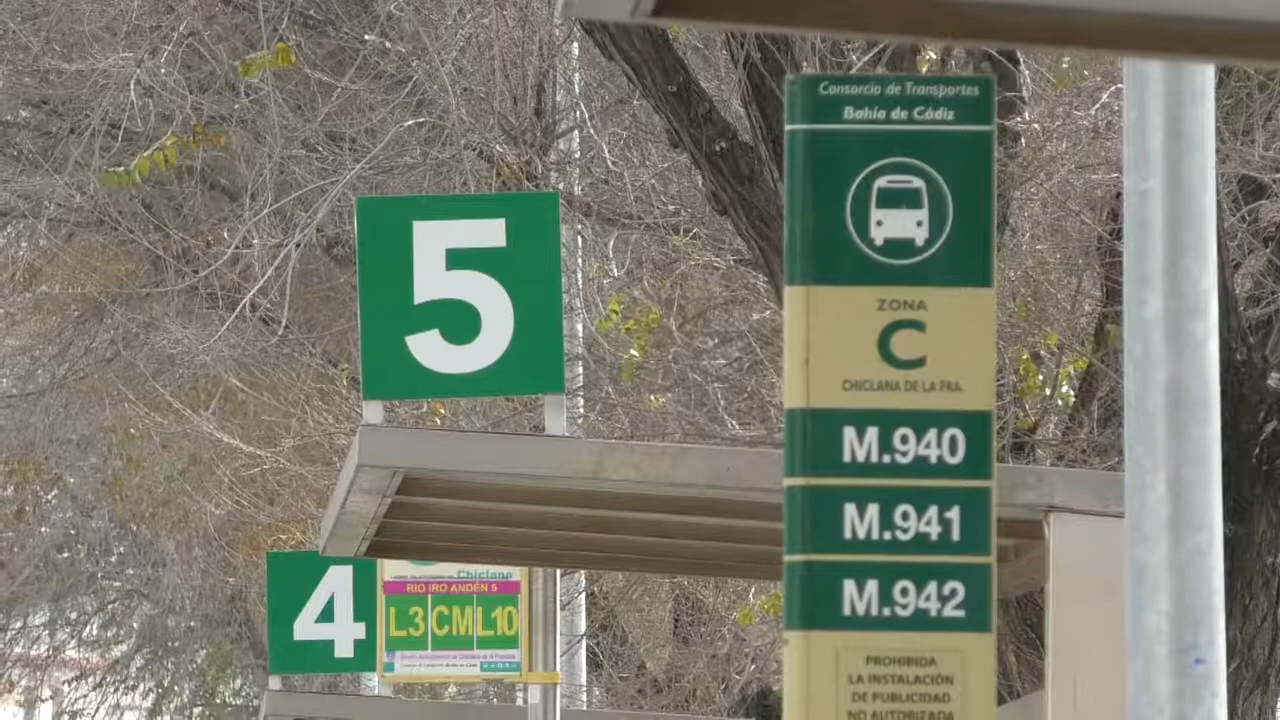 Consorcio de Transportes
Bahía de Cádiz
ZONA
C
CHICLANA DE LA FRA.
M.940
M.941
M.942
PROHIBIDA
LA INSTALACIÓN
DE PUBLICIDAD
NO AUTORIZADA
5
4
Chiclana
RIO IRO ANDÉN 5
L3 CM L10